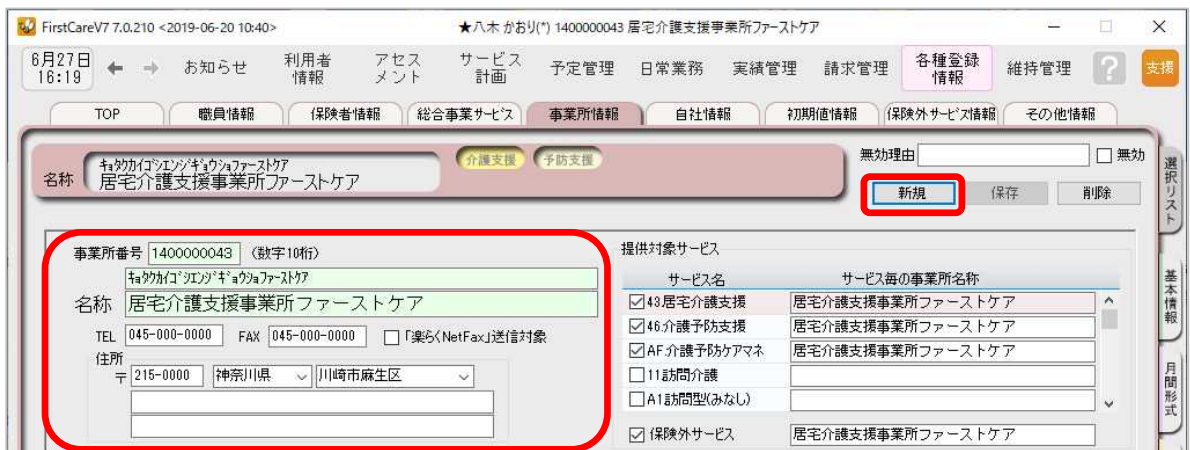 FirstCareV7 7.0.210 <2019-06-20 10:40>
★八木 かおり(*) 1400000043 居宅介護支援事業所ファーストケア
6月27日
16:19
お知らせ
利用者
情報
アセス
メント
サービス
計画
予定管理
日常業務
実績管理
請求管理
各種登録
情報
維持管理
?
支援
TOP
職員情報
保険者情報
総合事業サービス
事業所情報
自社情報
初期値情報
保険外サービス情報
その他情報
名称
キョタクカイゴシエンジギョウショファーストケア
居宅介護支援事業所ファーストケア
介護支援
予防支援
無効理由
無効
新規
保存
削除
選択リスト
基本情報
月間形式
事業所番号 1400000043 (数字10桁)
キョタクカイゴシエンジギョウショファーストケア
名称 居宅介護支援事業所ファーストケア
TEL 045-000-0000 FAX 045-000-0000 「楽らくNetFax」送信対象
住所
〒 215-0000 神奈川県 川崎市麻生区
提供対象サービス
サービス名 サービス毎の事業所名称
43.居宅介護支援 居宅介護支援事業所ファーストケア
46.介護予防支援 居宅介護支援事業所ファーストケア
AF.介護予防ケアマネ 居宅介護支援事業所ファーストケア
11.訪問介護
A1.訪問型(みなし)
保険外サービス 居宅介護支援事業所ファーストケア